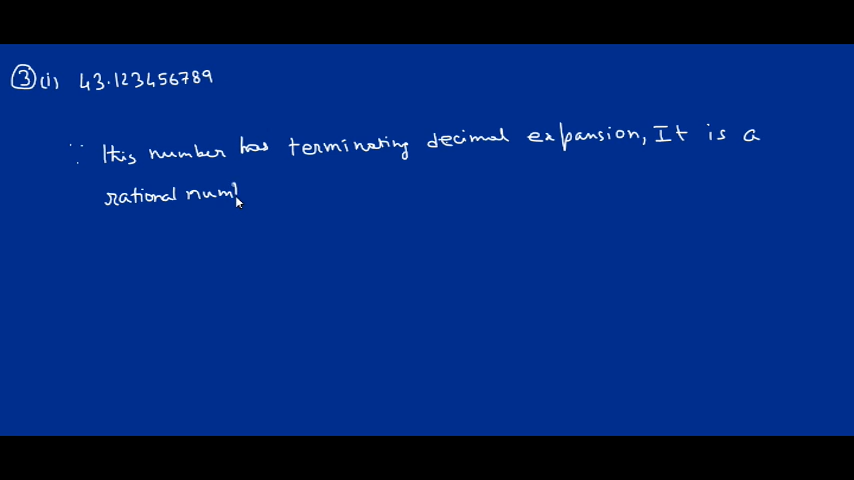 ③(i) 43.123456789
∵ This number has terminating decimal expansion, It is a
rational num